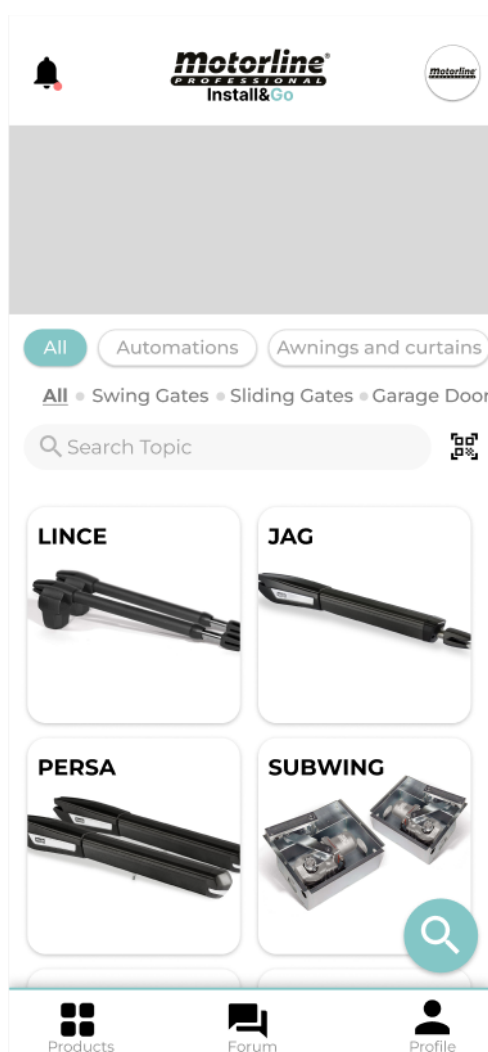 Motorline®
PROFESSIONAL
Install&Go
Motorline
All
Automations
Awnings and curtains
All
Swing Gates
Sliding Gates
Garage Door
Search Topic
LINCE
JAG
PERSA
SUBWING
Products
Forum
Profile